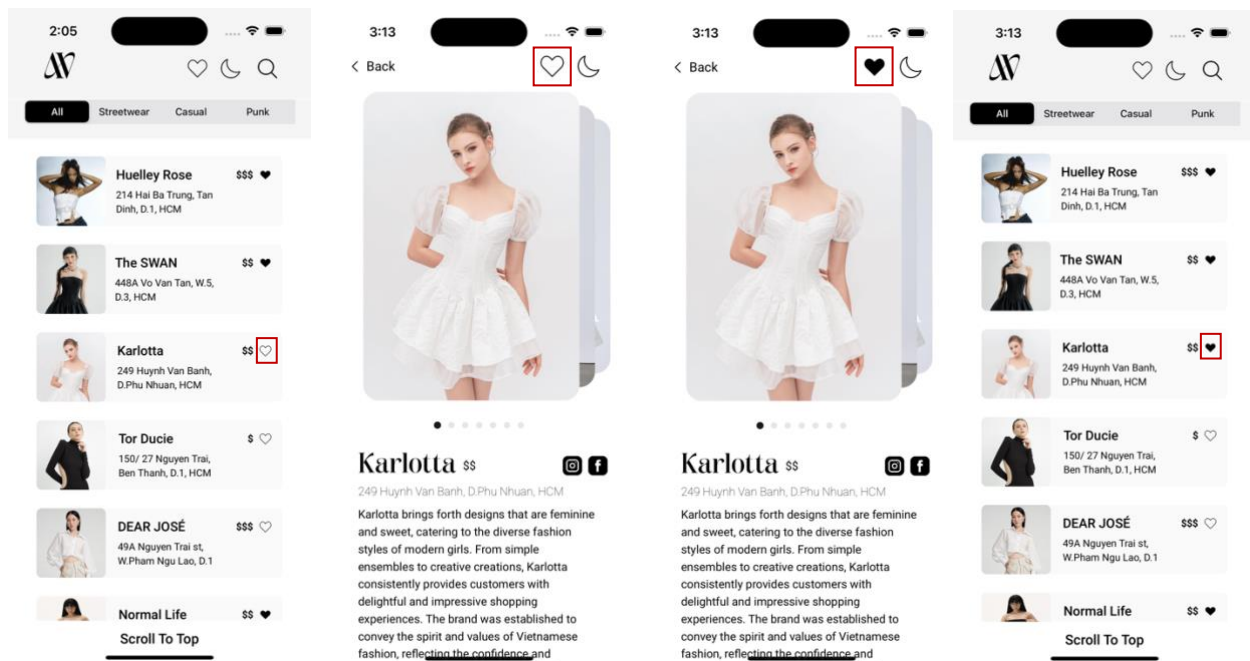 2:05
All Streetwear Casual Punk
Huelley Rose $$$
214 Hai Ba Trung, Tan
Dinh, D.1, HCM
The SWAN $$
448A Vo Van Tan, W.5,
D.3, HCM
Karlotta $$
249 Huynh Van Banh,
D.Phu Nhuan, HCM
Tor Ducie $
150/ 27 Nguyen Trai,
Ben Thanh, D.1, HCM
DEAR JOSÉ $$$
49A Nguyen Trai st,
W.Pham Ngu Lao, D.1
Normal Life $$
Scroll To Top
3:13
Back
Karlotta $$
249 Huynh Van Banh, D.Phu Nhuan, HCM
Karlotta brings forth designs that are feminine
and sweet, catering to the diverse fashion
styles of modern girls. From simple
ensembles to creative creations, Karlotta
consistently provides customers with
delightful and impressive shopping
experiences. The brand was established to
convey the spirit and values of Vietnamese
fashion, reflecting the confidence and
3:13
Back
Karlotta $$
249 Huynh Van Banh, D.Phu Nhuan, HCM
Karlotta brings forth designs that are feminine
and sweet, catering to the diverse fashion
styles of modern girls. From simple
ensembles to creative creations, Karlotta
consistently provides customers with
delightful and impressive shopping
experiences. The brand was established to
convey the spirit and values of Vietnamese
fashion, reflecting the confidence and
3:13
All Streetwear Casual Punk
Huelley Rose $$$
214 Hai Ba Trung, Tan
Dinh, D.1, HCM
The SWAN $$
448A Vo Van Tan, W.5,
D.3, HCM
Karlotta $$
249 Huynh Van Banh,
D.Phu Nhuan, HCM
Tor Ducie $
150/ 27 Nguyen Trai,
Ben Thanh, D.1, HCM
DEAR JOSÉ $$$
49A Nguyen Trai st,
W.Pham Ngu Lao, D.1
Normal Life $$
Scroll To Top